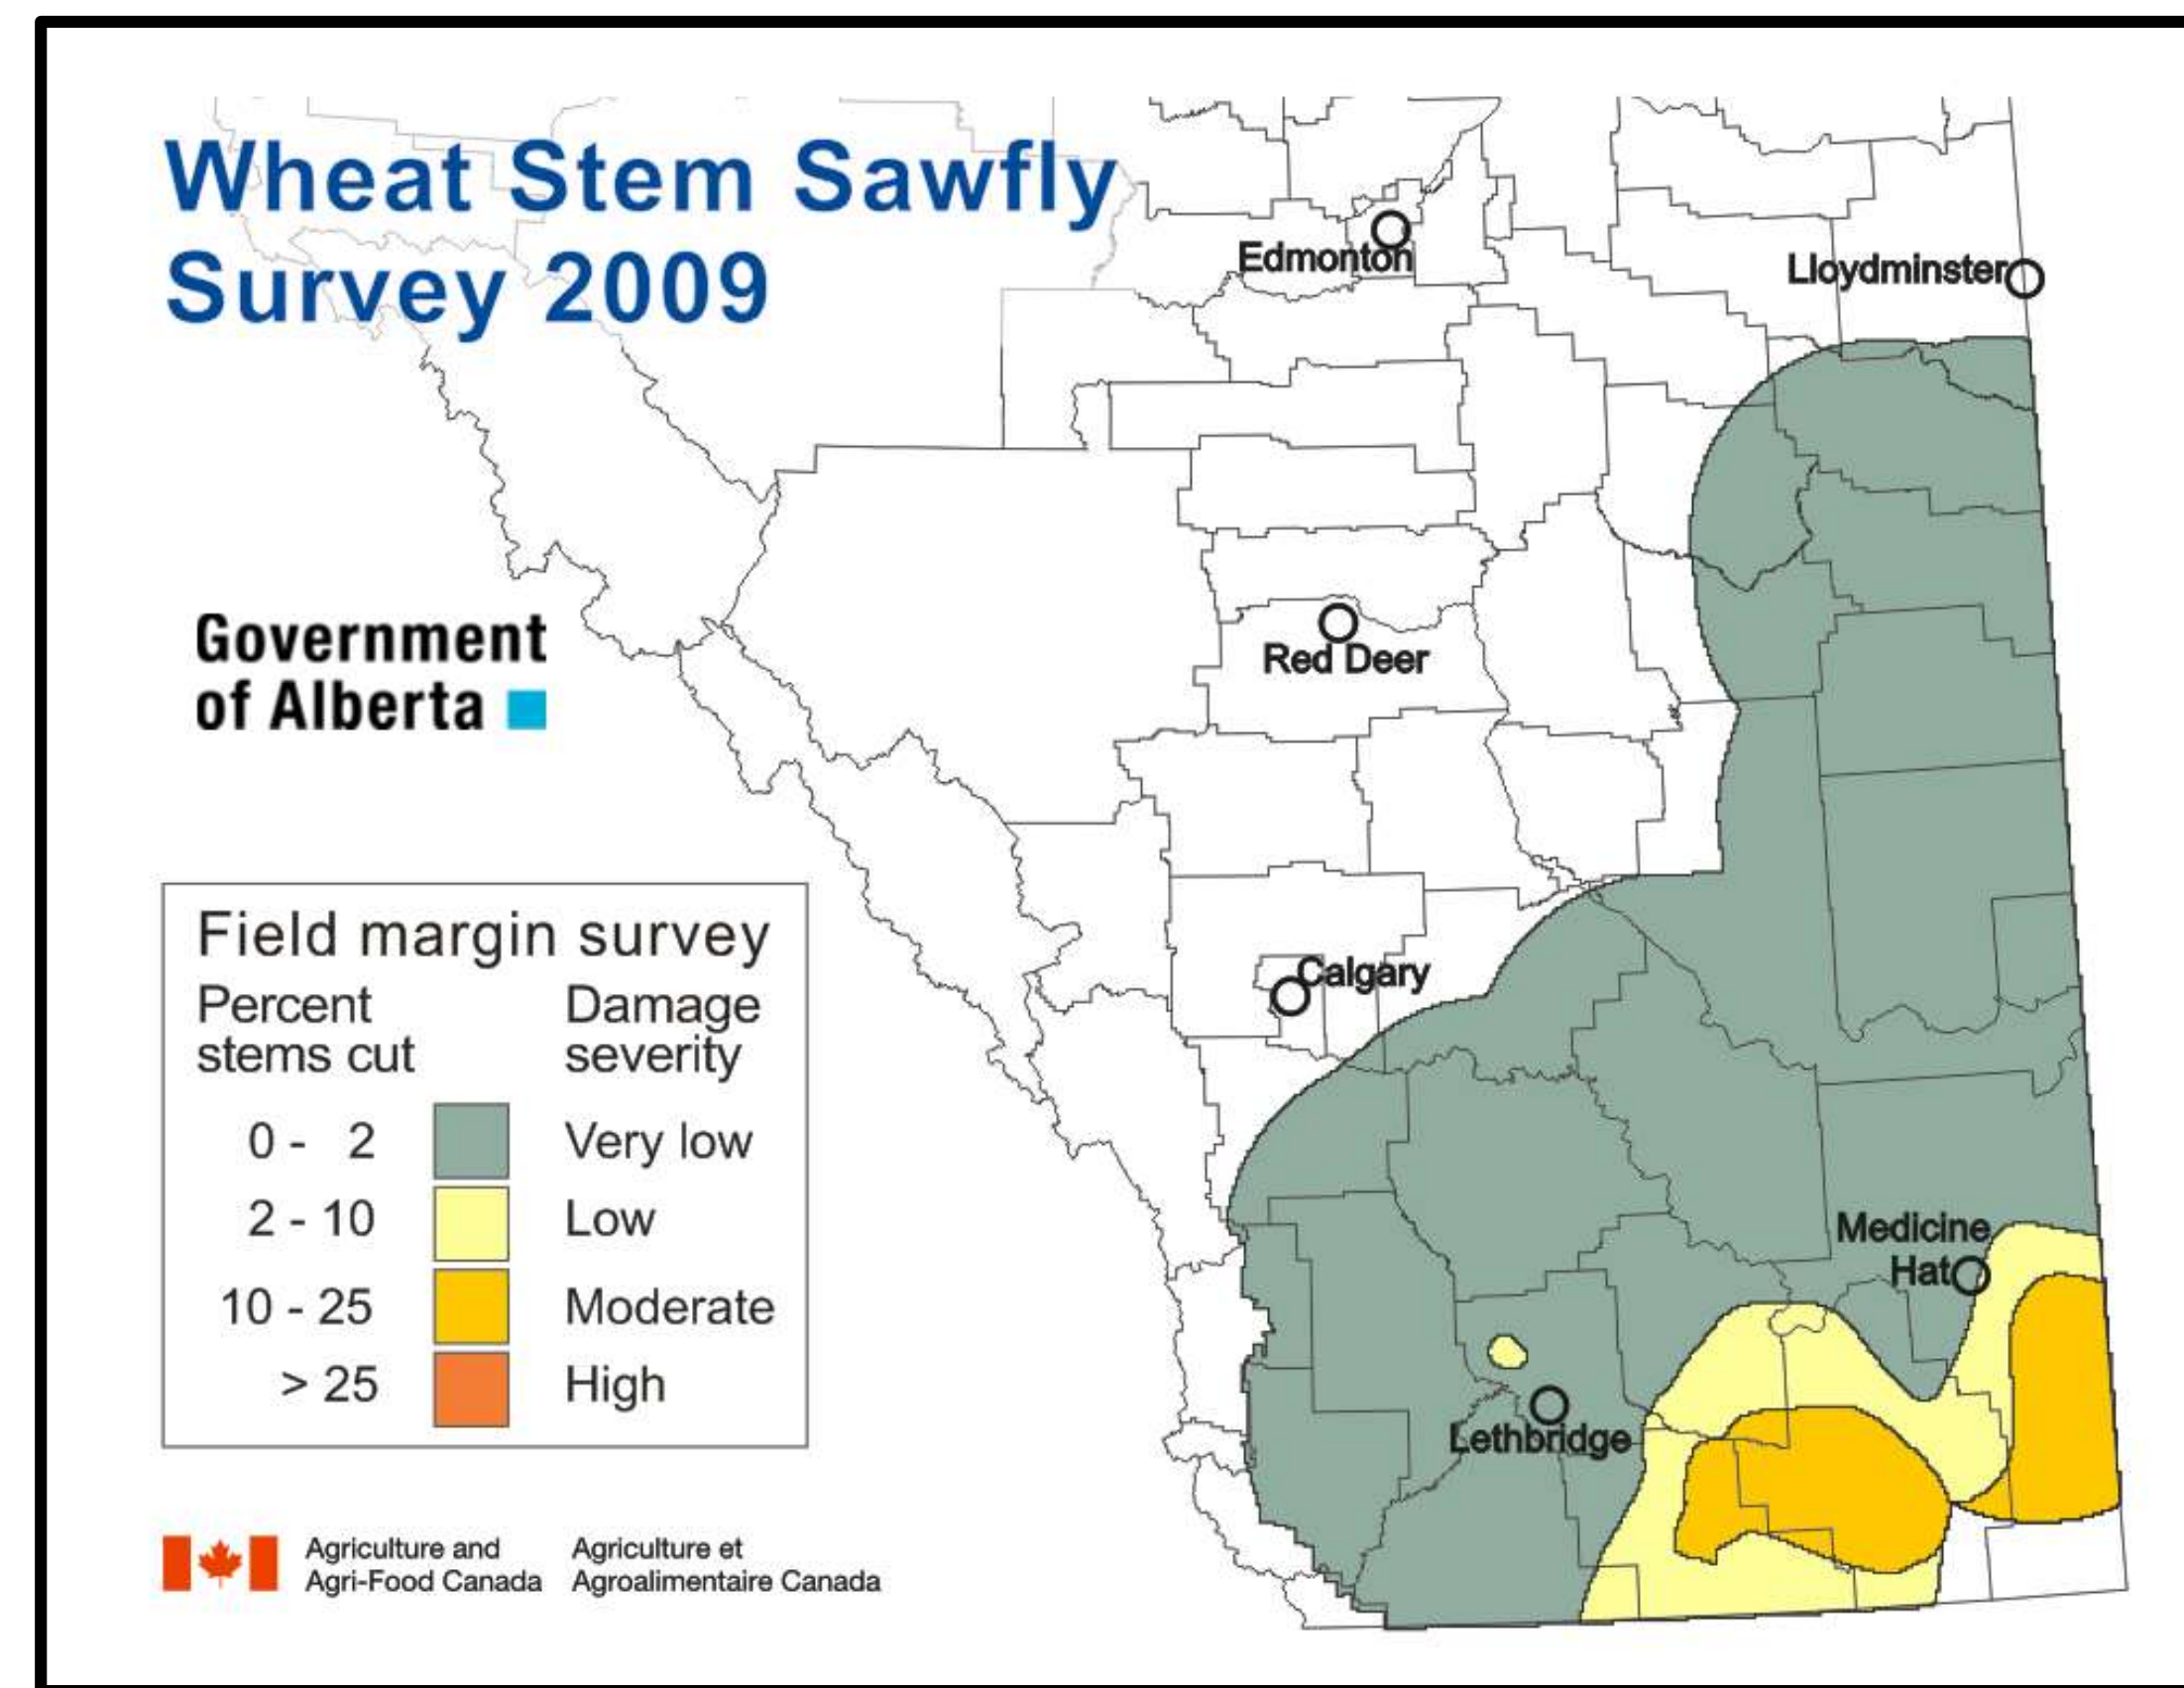 Wheat Stem Sawfly
Survey 2009
Edmonton
Lloydminster
Government
of Alberta
Red Deer
Field margin survey
Percent
stems cut
Damage
severity
0 - 2 Very low
2 - 10 Low
10 - 25 Moderate
> 25 High
Calgary
Medicine
Hat
Lethbridge
Agriculture and
Agri-Food Canada
Agriculture et
Agroalimentaire Canada